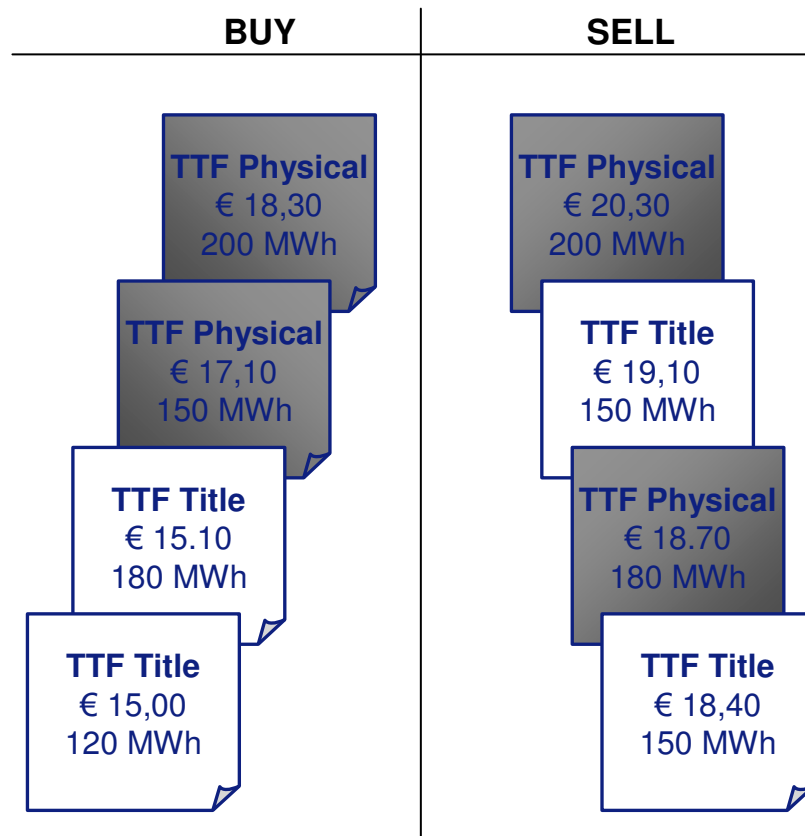 BUY
SELL
TTF Physical
€ 18,30
200 MWh
TTF Physical
€ 17,10
150 MWh
TTF Title
€ 15.10
180 MWh
TTF Title
€ 15,00
120 MWh
TTF Physical
€ 20,30
200 MWh
TTF Title
€ 19,10
150 MWh
TTF Physical
€ 18.70
180 MWh
TTF Title
€ 18,40
150 MWh